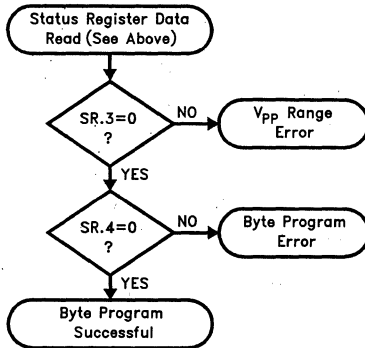 Status Register Data
Read (See Above)
SR.3=0
?
NO
VPP Range
Error
YES
SR.4=0
?
NO
Byte Program
Error
YES
Byte Program
Successful